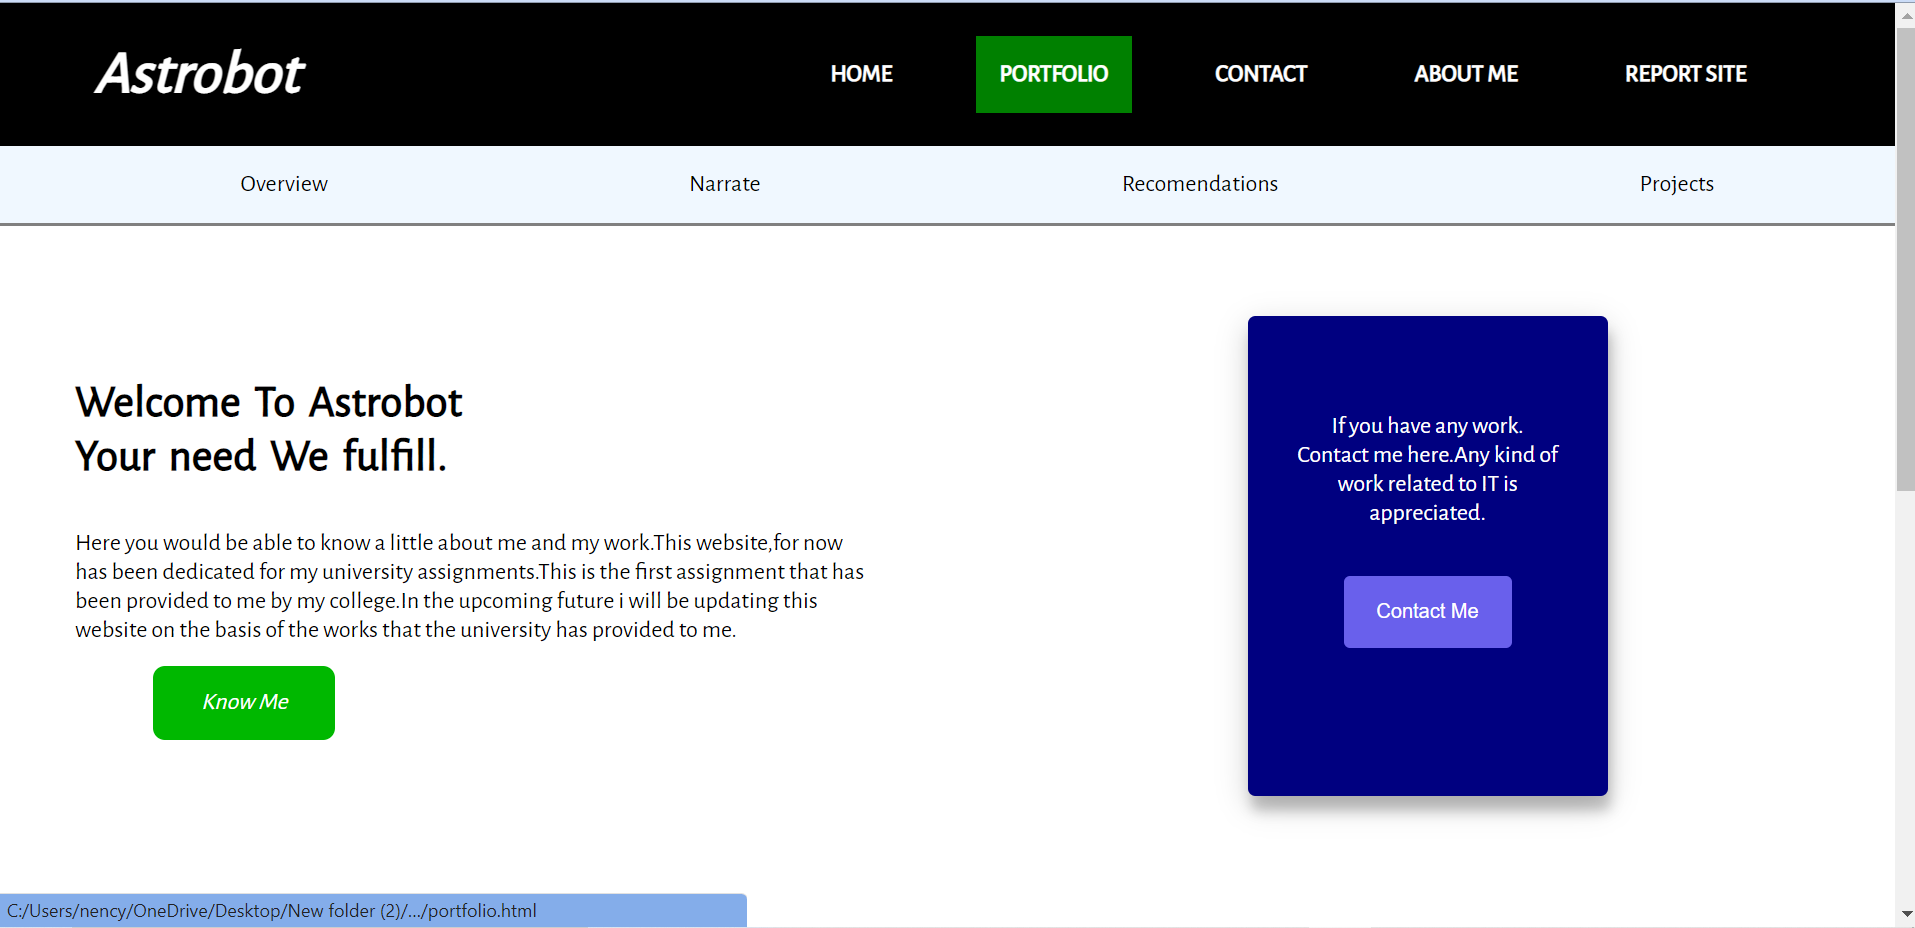 Astrobot
HOME PORTFOLIO CONTACT ABOUT ME REPORT SITE
Overview Narrate Recomendations Projects
Welcome To Astrobot
Your need We fulfill.
Here you would be able to know a little about me and my work.This website,for now
has been dedicated for my university assignments.This is the first assignment that has
been provided to me by my college.In the upcoming future i will be updating this
website on the basis of the works that the university has provided to me.
Know Me
If you have any work.
Contact me here.Any kind of
work related to IT is
appreciated.
Contact Me
C:/Users/nency/OneDrive/Desktop/New folder (2)/.../portfolio.html